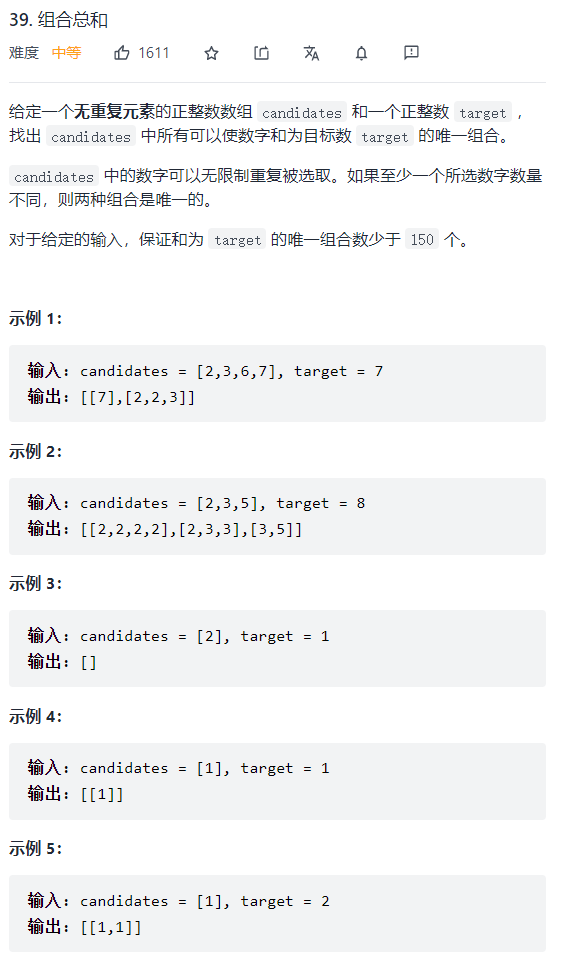 39. 组合总和
难度 中等 1611
给定一个无重复元素的正整数数组 candidates 和一个正整数 target ，
找出 candidates 中所有可以使数字和为目标数 target 的唯一组合。
candidates 中的数字可以无限制重复被选取。如果至少一个所选数字数量
不同，则两种组合是唯一的。
对于给定的输入，保证和为 target 的唯一组合数少于 150 个。
示例 1：
输入：candidates = [2,3,6,7], target = 7
输出：[[7],[2,2,3]]
示例 2：
输入：candidates = [2,3,5], target = 8
输出：[[2,2,2,2],[2,3,3],[3,5]]
示例 3：
输入：candidates = [2], target = 1
输出：[]
示例 4：
输入：candidates = [1], target = 1
输出：[[1]]
示例 5：
输入：candidates = [1], target = 2
输出：[[1,1]]